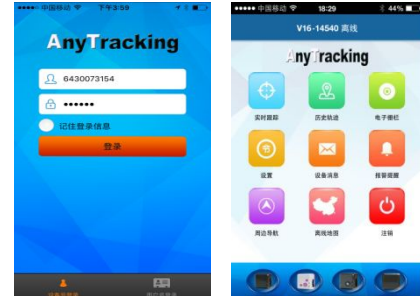 中国移动 下午3:59
AnyTracking
6430073154
记住登录信息
登录
中国移动 18:29 44%
V16-14540 离线
AnyTracking
实时跟踪 历史轨迹 电子栅栏
设置 设备消息 报警提醒
周边导航 离线地图 注销